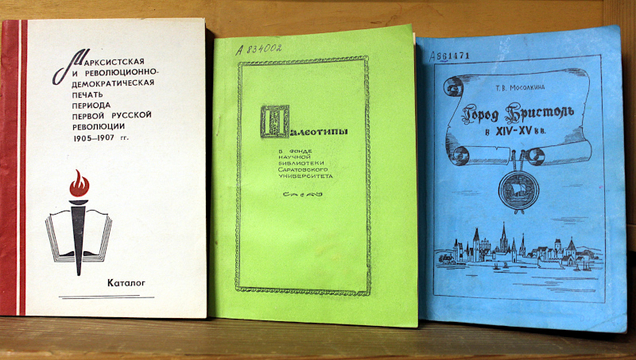 Марксистская
и революционно-
демократическая
печать
периода
первой русской
революции
1905—1907 гг.
Каталог
А 834002
Палеотипы
в фонде
научной
библиотеки
Саратовского
университета
А861471
Т.В. Мосолкина
Город Бристоль
в XIV-XV вв.